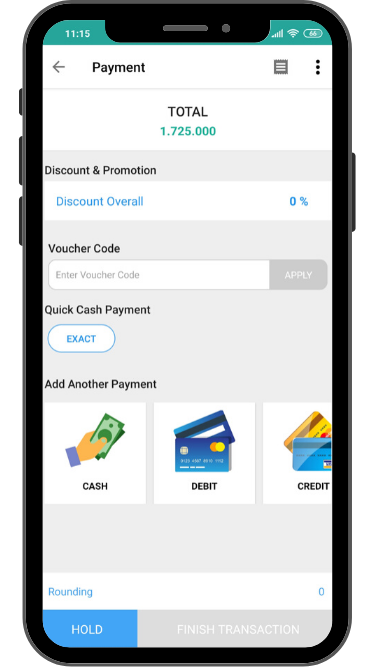 11:15
66
Payment
TOTAL
1.725.000
Discount & Promotion
Discount Overall 0 %
Voucher Code
Enter Voucher Code APPLY
Quick Cash Payment
EXACT
Add Another Payment
CASH DEBIT CREDIT
Rounding 0
HOLD FINISH TRANSACTION